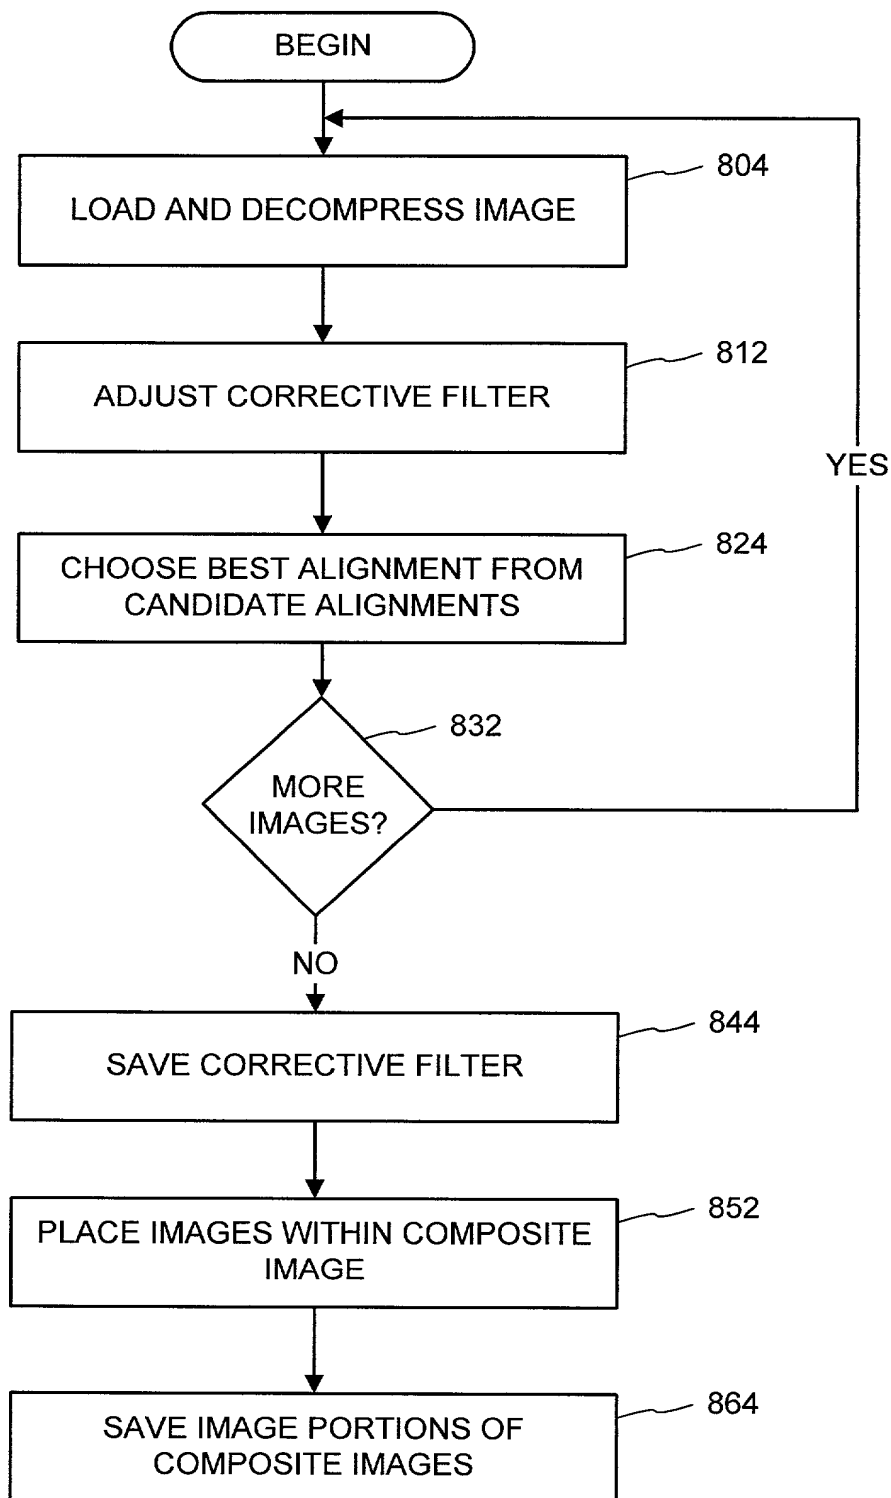 BEGIN
804
LOAD AND DECOMPRESS IMAGE
812
ADJUST CORRECTIVE FILTER
YES
824
CHOOSE BEST ALIGNMENT FROM
CANDIDATE ALIGNMENTS
832
MORE
IMAGES?
NO
844
SAVE CORRECTIVE FILTER
852
PLACE IMAGES WITHIN COMPOSITE
IMAGE
864
SAVE IMAGE PORTIONS OF
COMPOSITE IMAGES